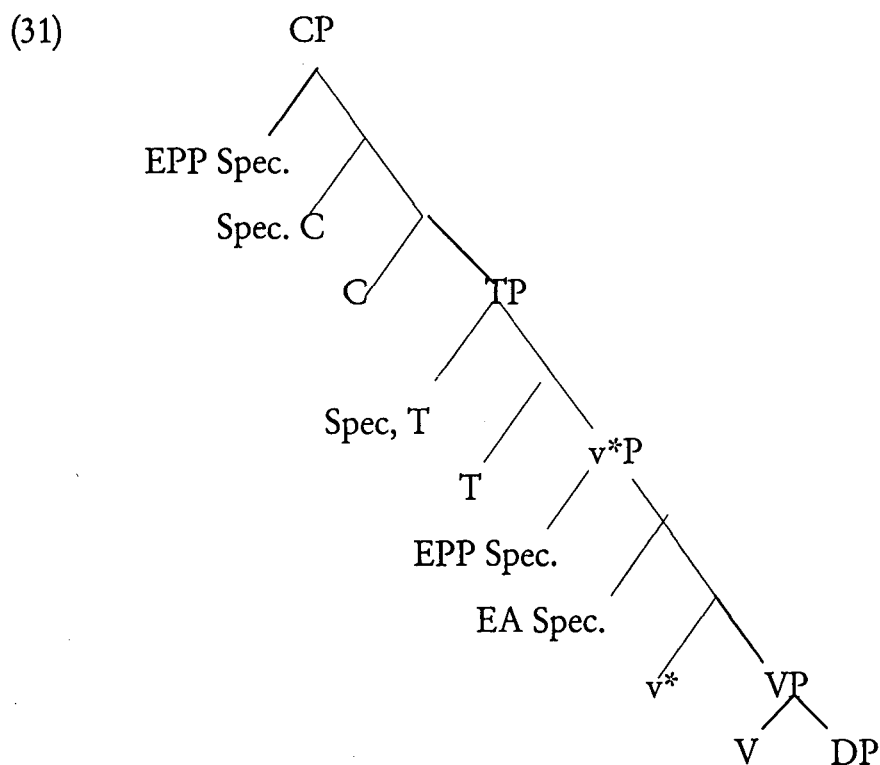 (31) CP
EPP Spec.
Spec. C
C TP
Spec, T
v*P
T
EPP Spec.
EA Spec.
v* VP
V DP